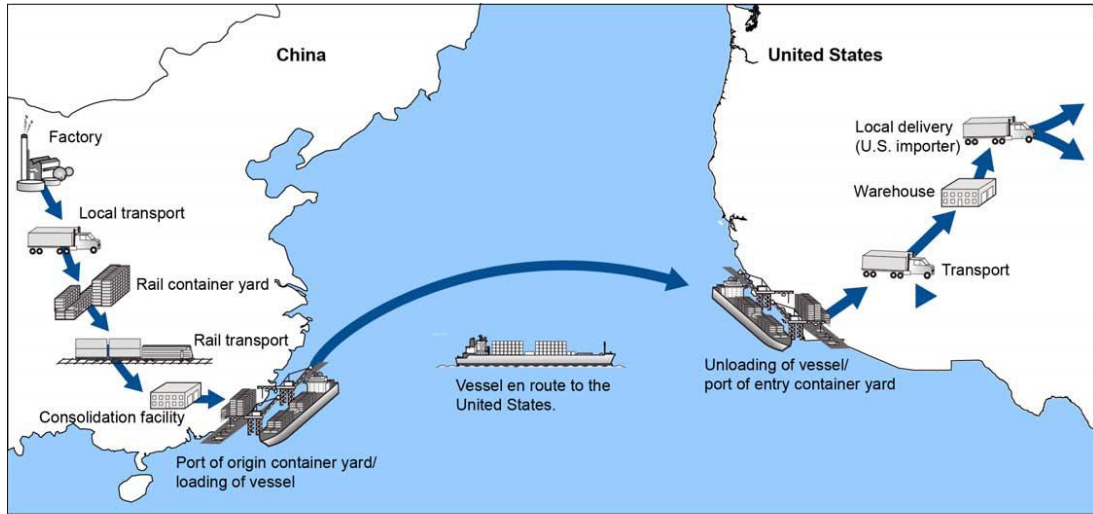 China
United States
Factory
Local transport
Rail container yard
Rail transport
Consolidation facility
Port of origin container yard/
loading of vessel
Vessel en route to the
United States.
Unloading of vessel/
port of entry container yard
Transport
Warehouse
Local delivery
(U.S. importer)